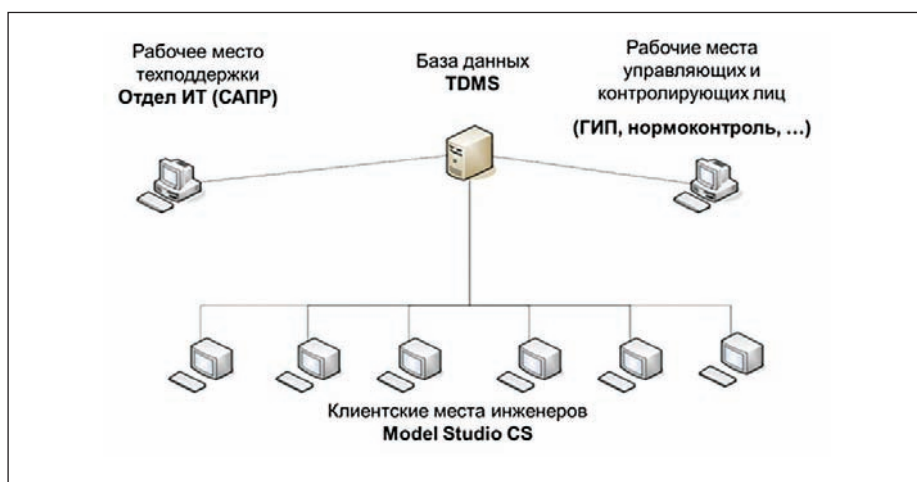 Рабочее место
техподдержки
Отдел ИТ (САПР)
База данных
TDMS
Рабочие места
управляющих и
контролирующих лиц
(ГИП, нормоконтроль, ...)
Клиентские места инженеров
Model Studio CS